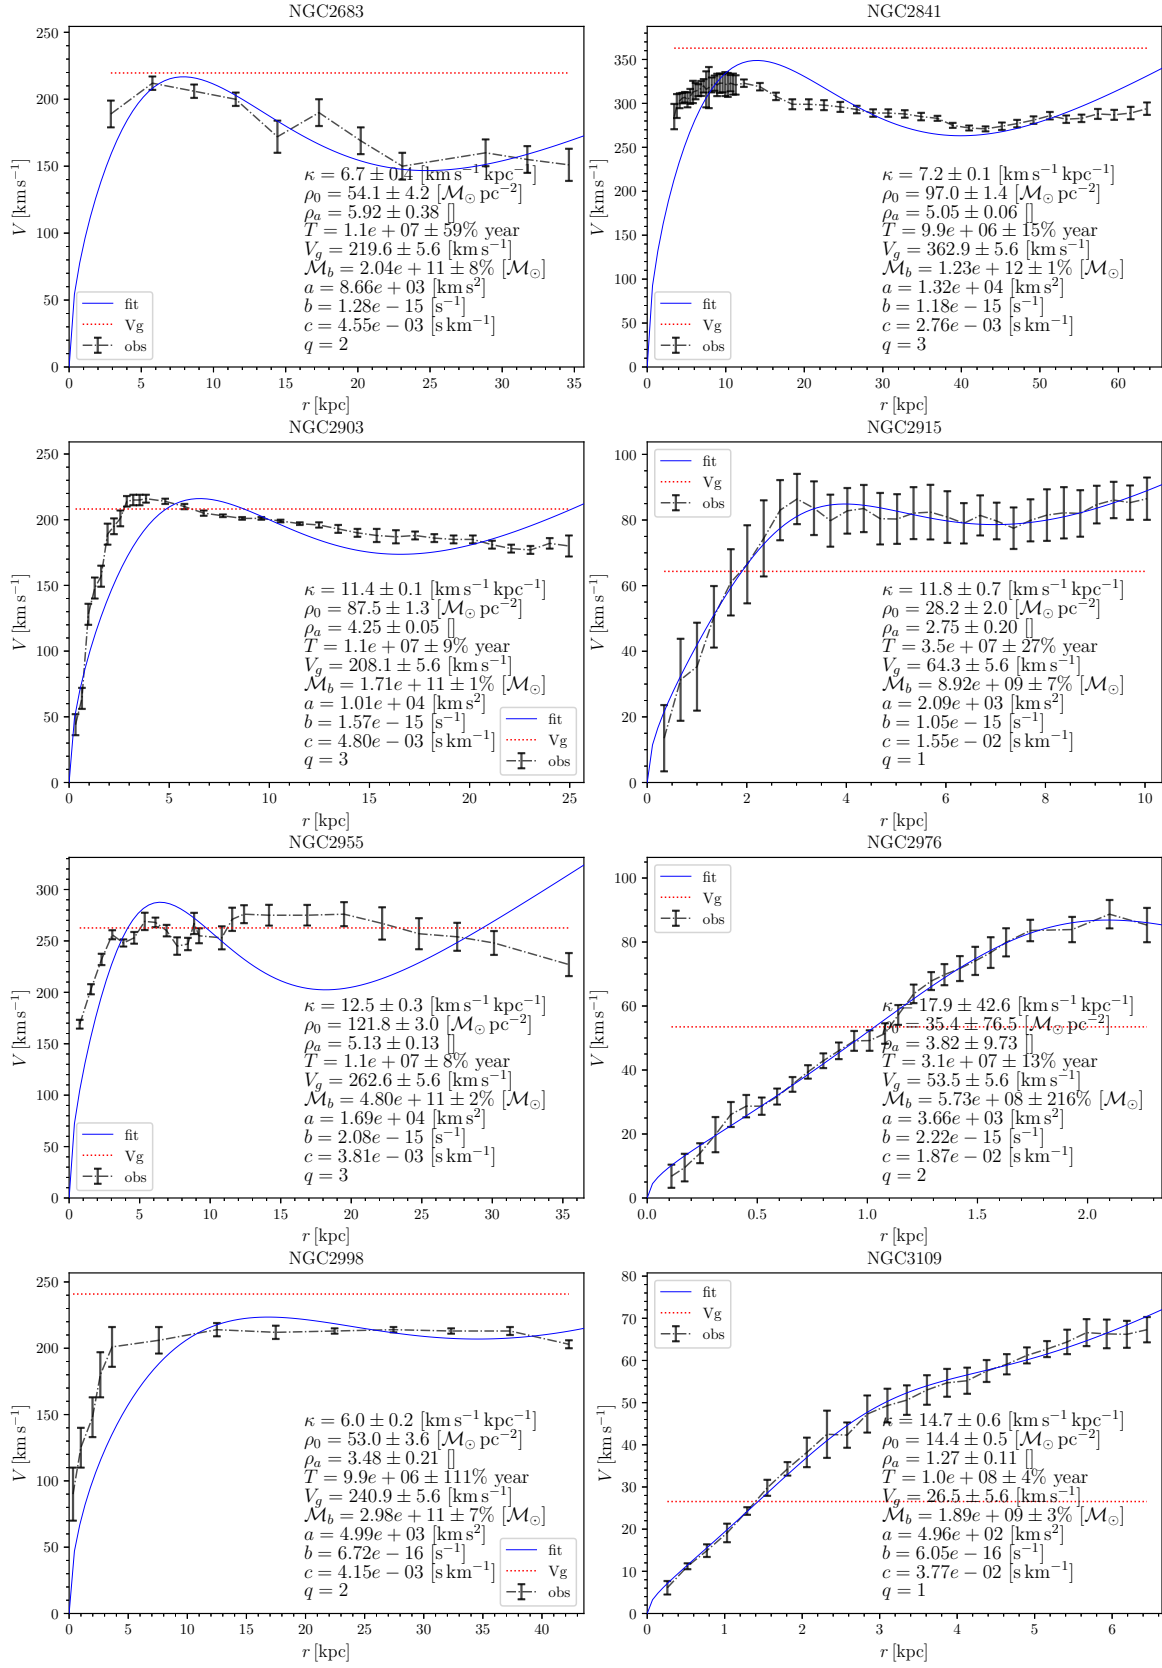 NGC2683
250
200
150
100
50
0
V [km s⁻¹]
κ = 6.7 ± 0.4 [km s⁻¹ kpc⁻¹]
ρ₀ = 54.1 ± 4.2 [ℳ⊙ pc⁻²]
ρₐ = 5.92 ± 0.38 []
T = 1.1e + 07 ± 59% year
V_g = 219.6 ± 5.6 [km s⁻¹]
ℳ_b = 2.04e + 11 ± 8% [ℳ⊙]
a = 8.66e + 03 [km s²]
b = 1.28e − 15 [s⁻¹]
c = 4.55e − 03 [s km⁻¹]
q = 2
fit
Vg
obs
0 5 10 15 20 25 30 35
r [kpc]
NGC2841
350
300
250
200
150
100
50
0
V [km s⁻¹]
κ = 7.2 ± 0.1 [km s⁻¹ kpc⁻¹]
ρ₀ = 97.0 ± 1.4 [ℳ⊙ pc⁻²]
ρₐ = 5.05 ± 0.06 []
T = 9.9e + 06 ± 15% year
V_g = 362.9 ± 5.6 [km s⁻¹]
ℳ_b = 1.23e + 12 ± 1% [ℳ⊙]
a = 1.32e + 04 [km s²]
b = 1.18e − 15 [s⁻¹]
c = 2.76e − 03 [s km⁻¹]
q = 3
fit
Vg
obs
0 10 20 30 40 50 60
r [kpc]
NGC2903
250
200
150
100
50
0
V [km s⁻¹]
κ = 11.4 ± 0.1 [km s⁻¹ kpc⁻¹]
ρ₀ = 87.5 ± 1.3 [ℳ⊙ pc⁻²]
ρₐ = 4.25 ± 0.05 []
T = 1.1e + 07 ± 9% year
V_g = 208.1 ± 5.6 [km s⁻¹]
ℳ_b = 1.71e + 11 ± 1% [ℳ⊙]
a = 1.01e + 04 [km s²]
b = 1.57e − 15 [s⁻¹]
c = 4.80e − 03 [s km⁻¹]
q = 3
fit
Vg
obs
0 5 10 15 20 25
r [kpc]
NGC2915
100
80
60
40
20
0
V [km s⁻¹]
fit
Vg
obs
κ = 11.8 ± 0.7 [km s⁻¹ kpc⁻¹]
ρ₀ = 28.2 ± 2.0 [ℳ⊙ pc⁻²]
ρₐ = 2.75 ± 0.20 []
T = 3.5e + 07 ± 27% year
V_g = 64.3 ± 5.6 [km s⁻¹]
ℳ_b = 8.92e + 09 ± 7% [ℳ⊙]
a = 2.09e + 03 [km s²]
b = 1.05e − 15 [s⁻¹]
c = 1.55e − 02 [s km⁻¹]
q = 1
0 2 4 6 8 10
r [kpc]
NGC2955
300
250
200
150
100
50
0
V [km s⁻¹]
κ = 12.5 ± 0.3 [km s⁻¹ kpc⁻¹]
ρ₀ = 121.8 ± 3.0 [ℳ⊙ pc⁻²]
ρₐ = 5.13 ± 0.13 []
T = 1.1e + 07 ± 8% year
V_g = 262.6 ± 5.6 [km s⁻¹]
ℳ_b = 4.80e + 11 ± 2% [ℳ⊙]
a = 1.69e + 04 [km s²]
b = 2.08e − 15 [s⁻¹]
c = 3.81e − 03 [s km⁻¹]
q = 3
fit
Vg
obs
0 5 10 15 20 25 30 35
r [kpc]
NGC2976
100
80
60
40
20
0
V [km s⁻¹]
fit
Vg
obs
κ = 17.9 ± 42.6 [km s⁻¹ kpc⁻¹]
ρ₀ = 35.4 ± 76.5 [ℳ⊙ pc⁻²]
ρₐ = 3.82 ± 9.73 []
T = 3.1e + 07 ± 13% year
V_g = 53.5 ± 5.6 [km s⁻¹]
ℳ_b = 5.73e + 08 ± 216% [ℳ⊙]
a = 3.66e + 03 [km s²]
b = 2.22e − 15 [s⁻¹]
c = 1.87e − 02 [s km⁻¹]
q = 2
0.0 0.5 1.0 1.5 2.0
r [kpc]
NGC2998
250
200
150
100
50
0
V [km s⁻¹]
κ = 6.0 ± 0.2 [km s⁻¹ kpc⁻¹]
ρ₀ = 53.0 ± 3.6 [ℳ⊙ pc⁻²]
ρₐ = 3.48 ± 0.21 []
T = 9.9e + 06 ± 111% year
V_g = 240.9 ± 5.6 [km s⁻¹]
ℳ_b = 2.98e + 11 ± 7% [ℳ⊙]
a = 4.99e + 03 [km s²]
b = 6.72e − 16 [s⁻¹]
c = 4.15e − 03 [s km⁻¹]
q = 2
fit
Vg
obs
0 5 10 15 20 25 30 35 40
r [kpc]
NGC3109
80
70
60
50
40
30
20
10
0
V [km s⁻¹]
fit
Vg
obs
κ = 14.7 ± 0.6 [km s⁻¹ kpc⁻¹]
ρ₀ = 14.4 ± 0.5 [ℳ⊙ pc⁻²]
ρₐ = 1.27 ± 0.11 []
T = 1.0e + 08 ± 4% year
V_g = 26.5 ± 5.6 [km s⁻¹]
ℳ_b = 1.89e + 09 ± 3% [ℳ⊙]
a = 4.96e + 02 [km s²]
b = 6.05e − 16 [s⁻¹]
c = 3.77e − 02 [s km⁻¹]
q = 1
0 1 2 3 4 5 6
r [kpc]